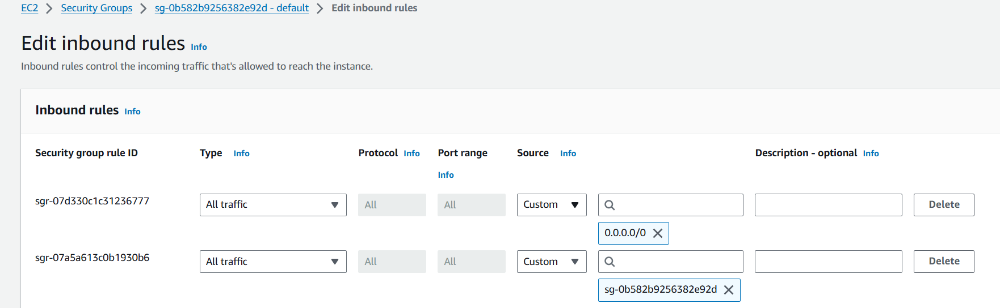 EC2 > Security Groups > sg-0b582b9256382e92d - default > Edit inbound rules
Edit inbound rules Info
Inbound rules control the incoming traffic that's allowed to reach the instance.
Inbound rules Info
Security group rule ID Type Info Protocol Info Port range Info Source Info Description - optional Info
sgr-07d330c1c31236777 All traffic All All Custom Delete
0.0.0.0/0
sgr-07a5a613c0b1930b6 All traffic All All Custom Delete
sg-0b582b9256382e92d